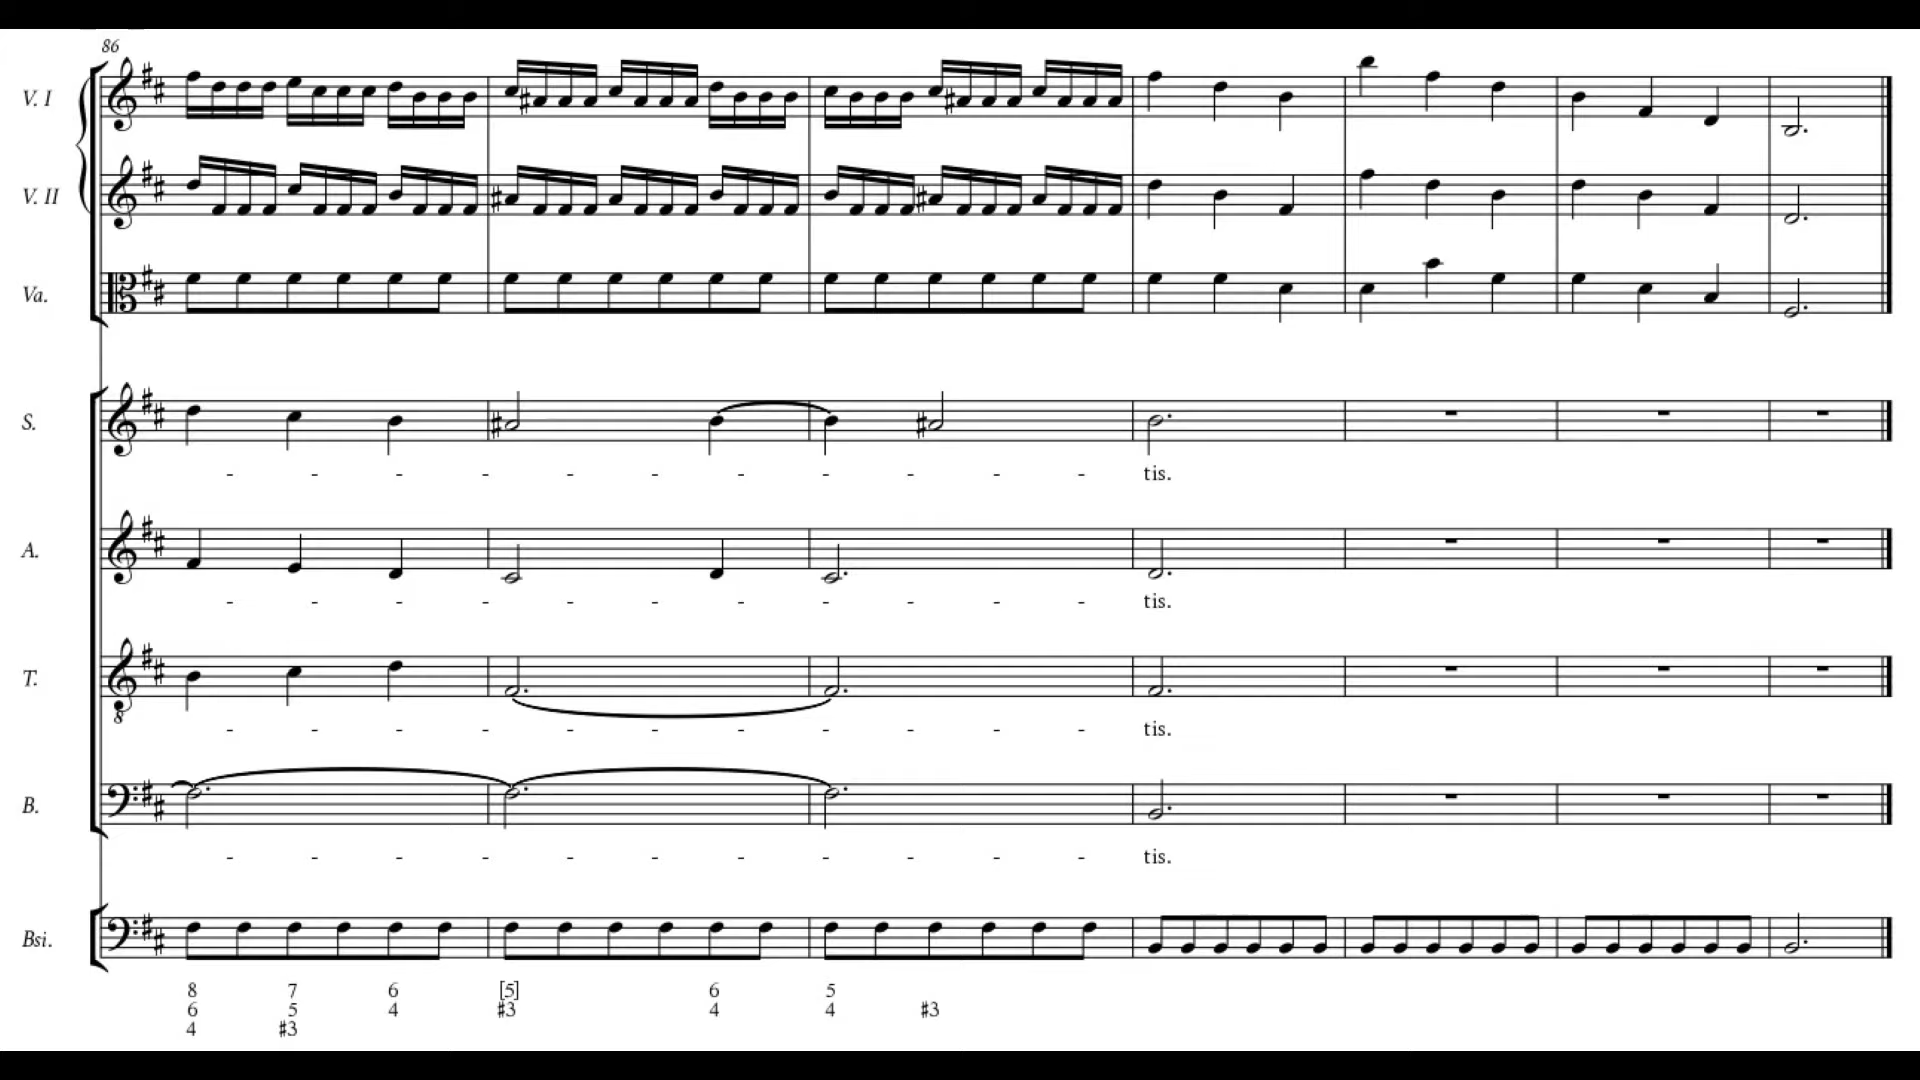 86
V. I
V. II
Va.
S.
- - - - - - - - - - - tis.
A.
- - - - - - - - - - - tis.
T.
8
- - - - - - - - - - - tis.
B.
- - - - - - - - - - - tis.
Bsi.
8 7 6 [5] 6 5
6 5 4 #3 4 4 #3
4 #3